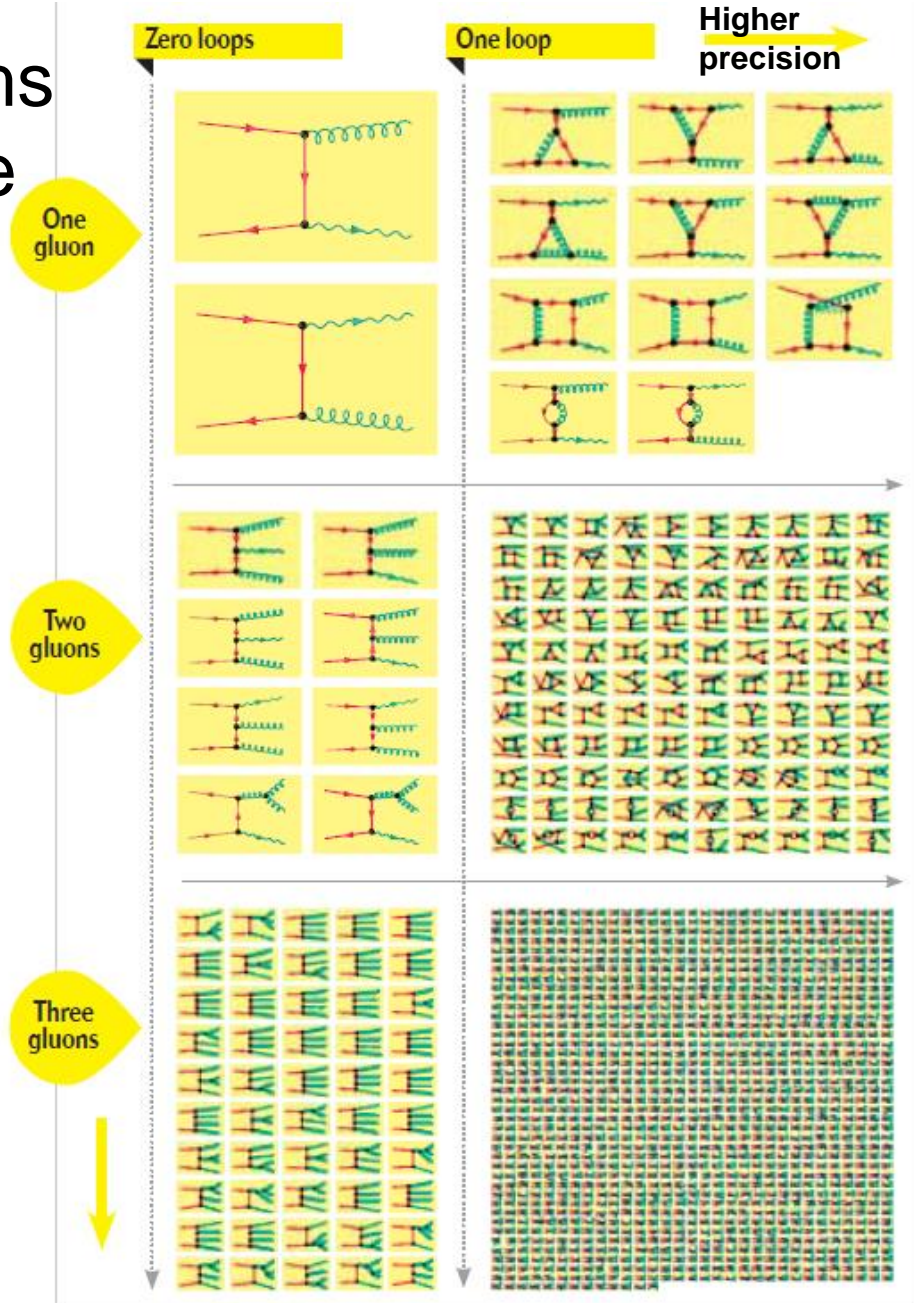 Zero loops
One loop
Higher
precision
One
gluon
Two
gluons
Three
gluons